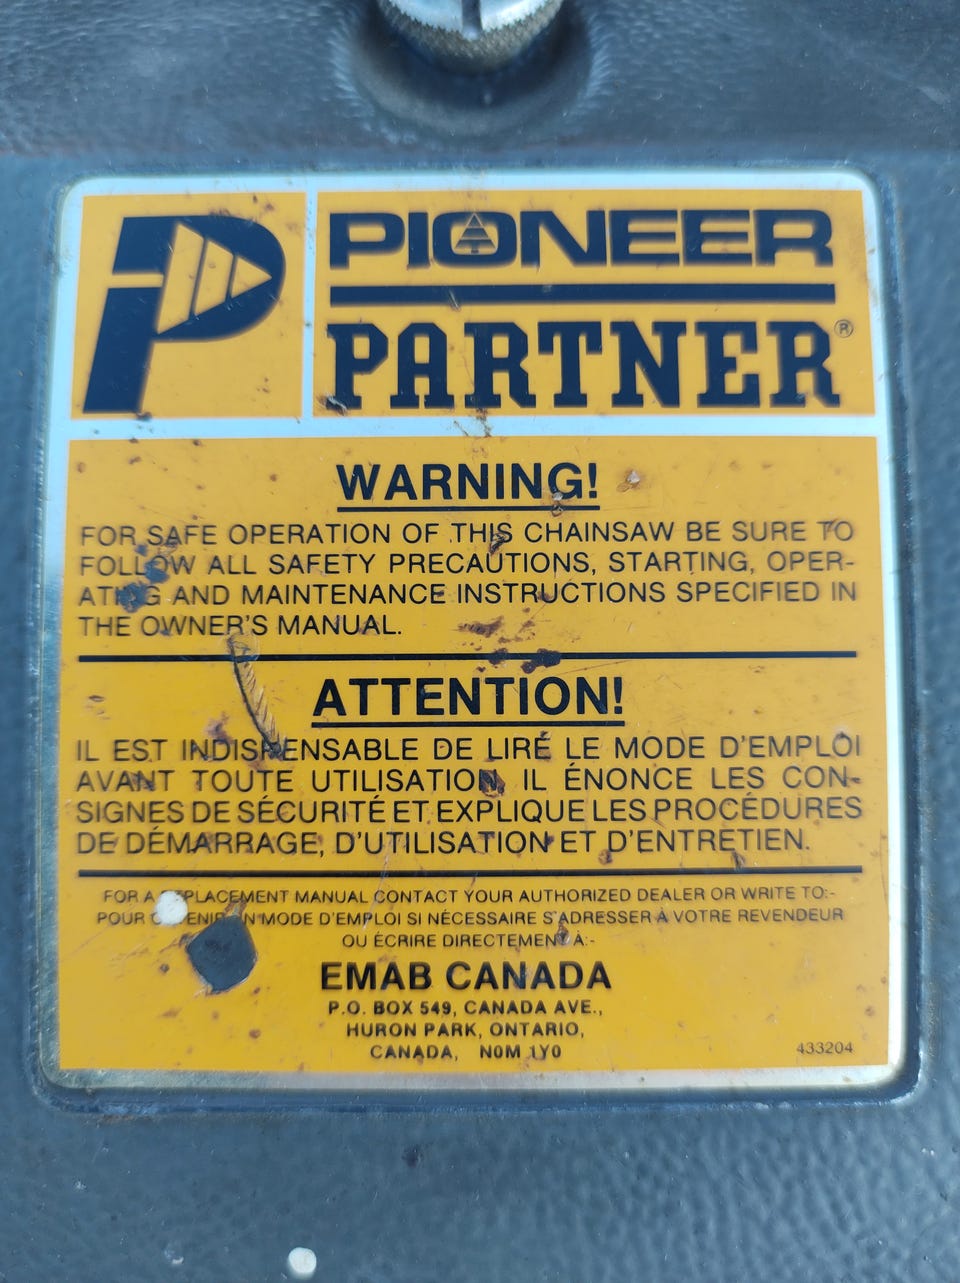 PIONEER
PARTNER®
WARNING!
FOR SAFE OPERATION OF THIS CHAINSAW BE SURE TO
FOLLOW ALL SAFETY PRECAUTIONS, STARTING, OPER-
ATING AND MAINTENANCE INSTRUCTIONS SPECIFIED IN
THE OWNER'S MANUAL.
ATTENTION!
IL EST INDISPENSABLE DE LIRE LE MODE D'EMPLOI
AVANT TOUTE UTILISATION. IL ÉNONCE LES CON-
SIGNES DE SÉCURITÉ ET EXPLIQUE LES PROCÉDURES
DE DÉMARRAGE, D'UTILISATION ET D'ENTRETIEN.
FOR A REPLACEMENT MANUAL CONTACT YOUR AUTHORIZED DEALER OR WRITE TO:-
POUR OBTENIR UN MODE D'EMPLOI SI NÉCESSAIRE S'ADRESSER À VOTRE REVENDEUR
OU ÉCRIRE DIRECTEMENT À:-
EMAB CANADA
P.O. BOX 549, CANADA AVE.,
HURON PARK, ONTARIO,
CANADA, N0M 1Y0
433204